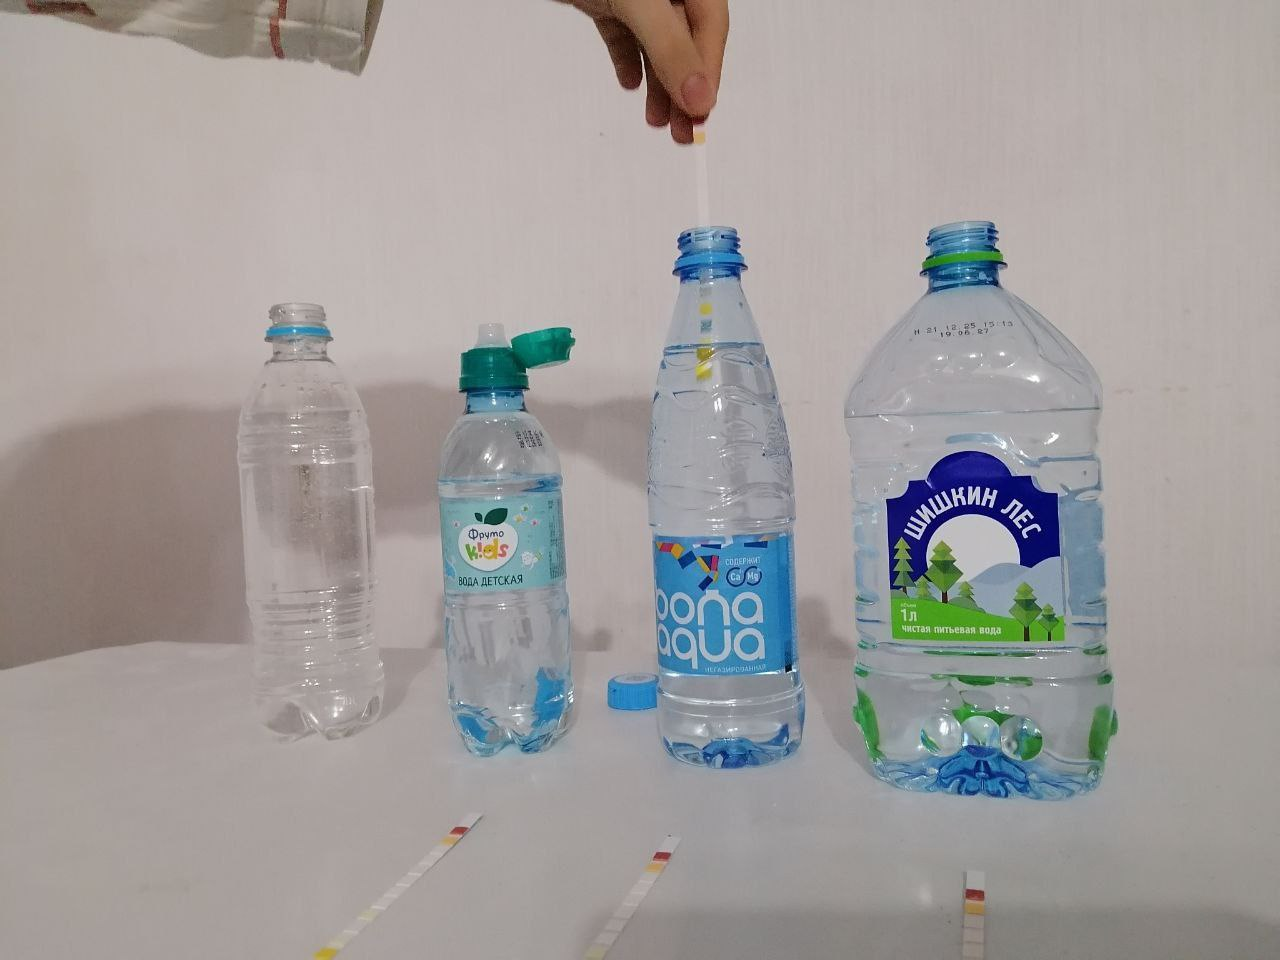 Фруто
kids
ВОДА ДЕТСКАЯ
СОДЕРЖИТ
Ca Mg
bona
aqua
НЕГАЗИРОВАННАЯ
Н 21 12 25 15:13
19.06.27
ШИШКИН ЛЕС
объем
1л
чистая питьевая вода